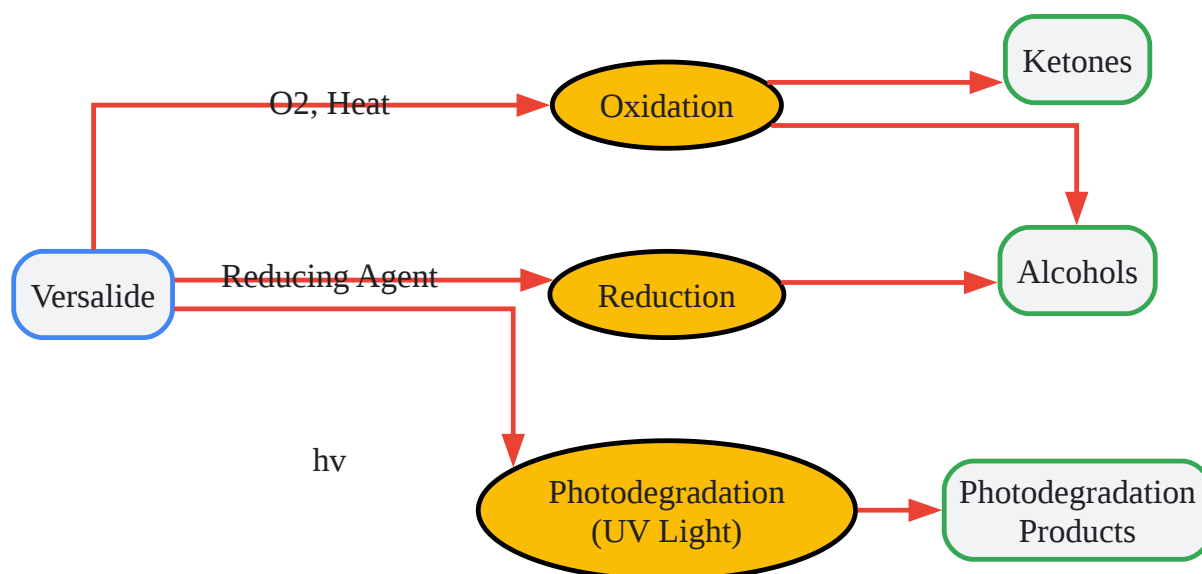 Ketones
O2, Heat
Oxidation
Versalide
Reducing Agent
Reduction
Alcohols
hv
Photodegradation
(UV Light)
Photodegradation
Products